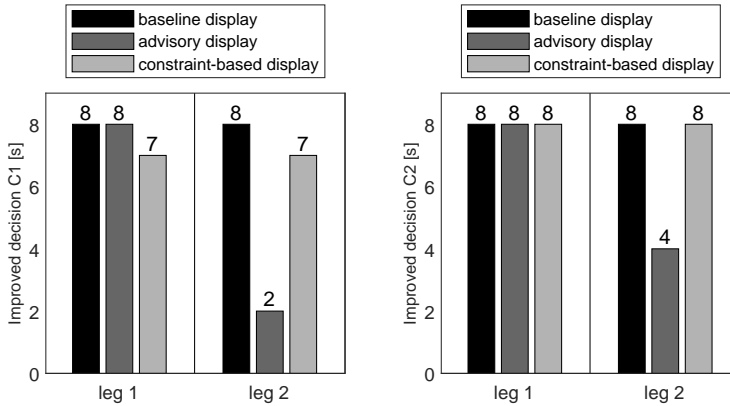 baseline display
advisory display
constraint-based display
8 8 7 8 2 7
Improved decision C1 [s]
8
6
4
2
0
leg 1 leg 2
baseline display
advisory display
constraint-based display
8 8 8 8 4 8
Improved decision C2 [s]
8
6
4
2
0
leg 1 leg 2